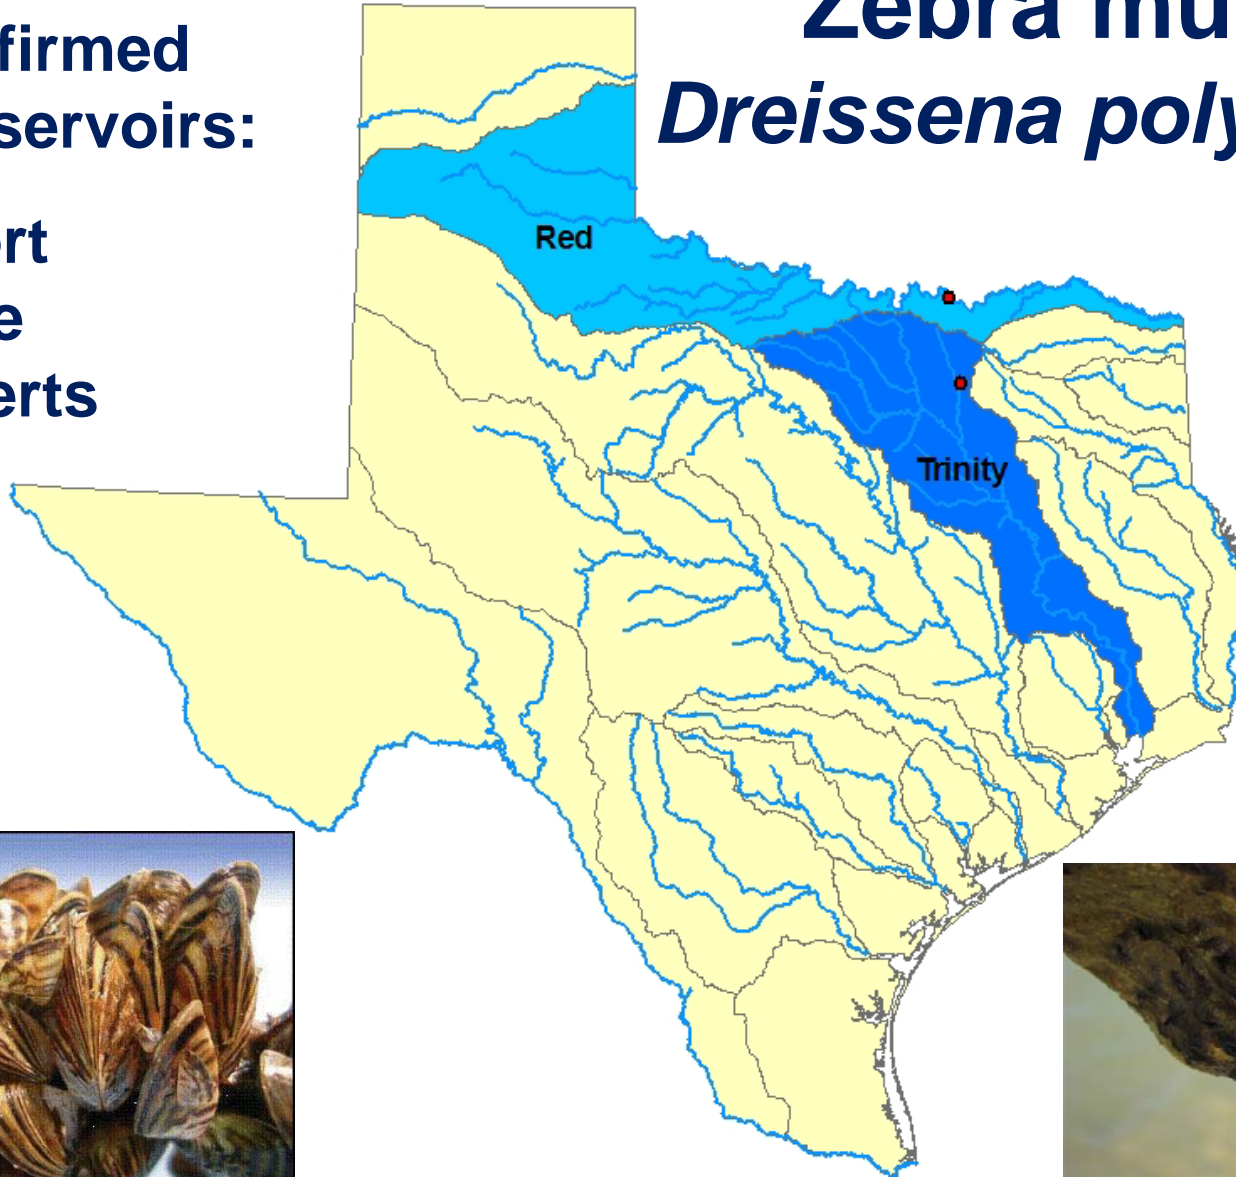 firmed
servoirs:
rt
e
erts
Zebra mu
Dreissena poly
Red
Trinity